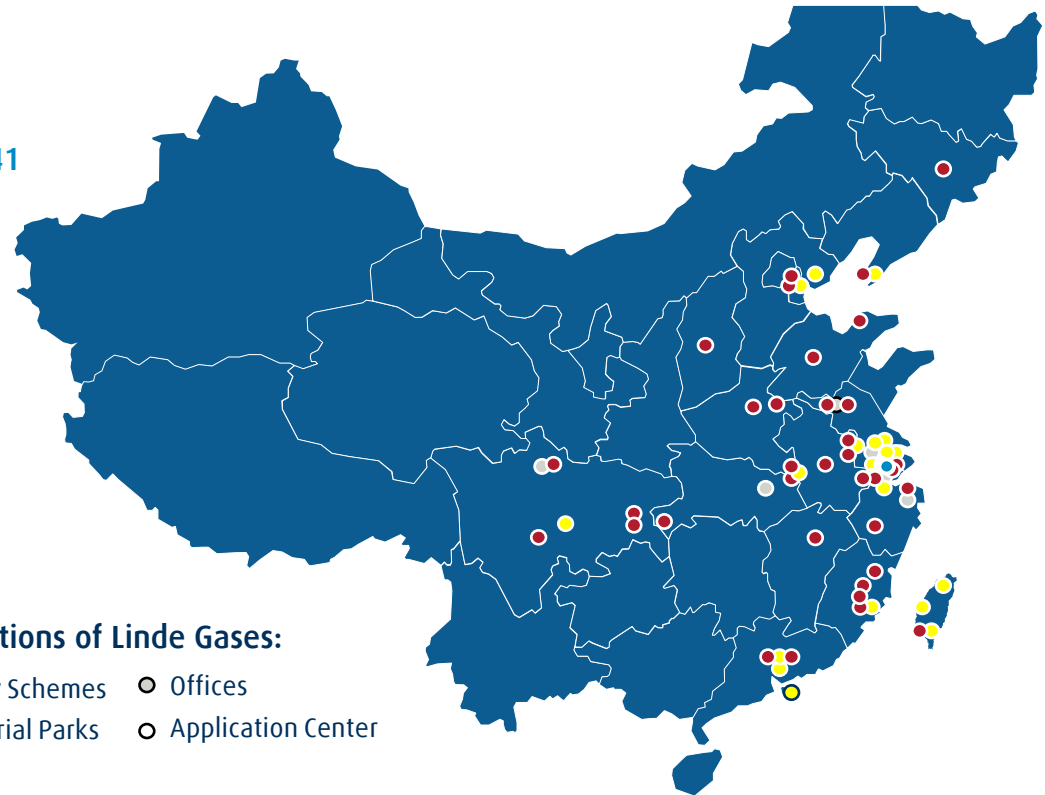 41
tions of Linde Gases:
Schemes Offices
rial Parks Application Center